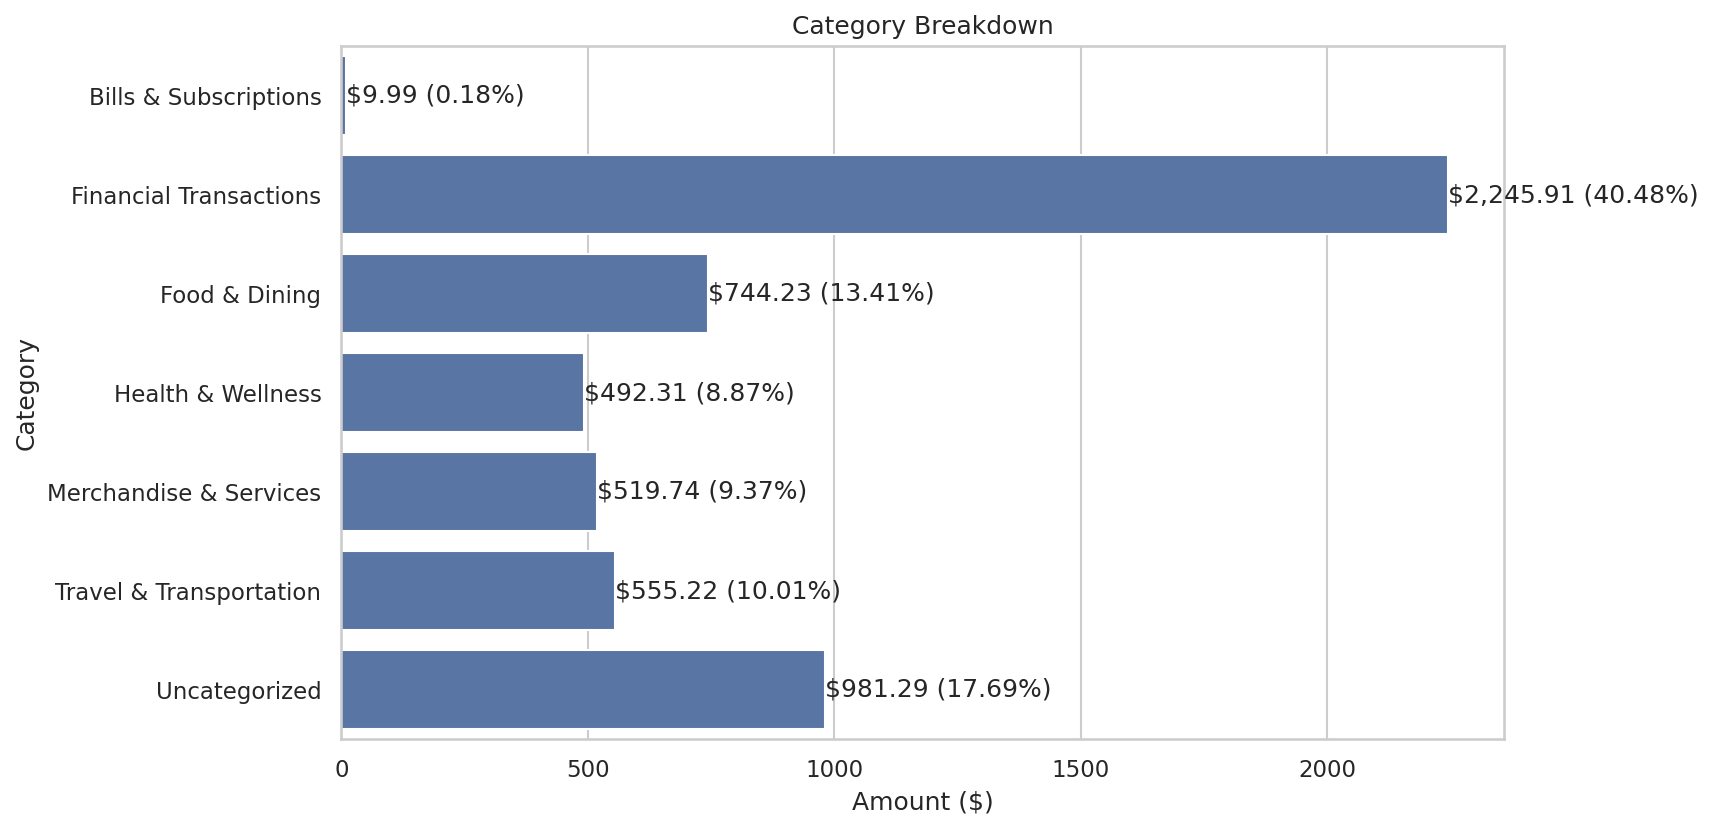 Category Breakdown
Bills & Subscriptions
$9.99 (0.18%)
Financial Transactions
$2,245.91 (40.48%)
Food & Dining
$744.23 (13.41%)
Health & Wellness
$492.31 (8.87%)
Merchandise & Services
$519.74 (9.37%)
Travel & Transportation
$555.22 (10.01%)
Uncategorized
$981.29 (17.69%)
Category
0
500
1000
1500
2000
Amount ($)